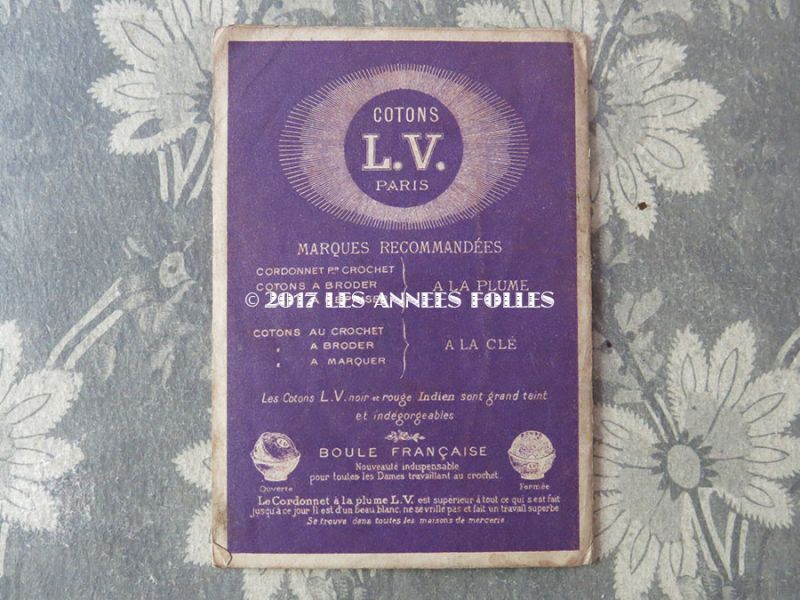 COTONS
L.V.
PARIS
MARQUES RECOMMANDÉES
CORDONNET Pr CROCHET
COTONS A BRODER
A LA PLUME
© 2017 LES ANNEES FOLLES
COTONS AU CROCHET
" A BRODER
" A MARQUER
A LA CLÉ
Les Cotons L.V. noir et rouge Indien sont grand teint
et indégorgeables
BOULE FRANÇAISE
Nouveauté indispensable
pour toutes les Dames travaillant au crochet.
Ouverte
Fermée
Le Cordonnet à la plume L.V. est supérieur à tout ce qui s'est fait
jusqu'à ce jour Il est d'un beau blanc, ne se vrille pas et fait un travail superbe
Se trouve dans toutes les maisons de mercerie